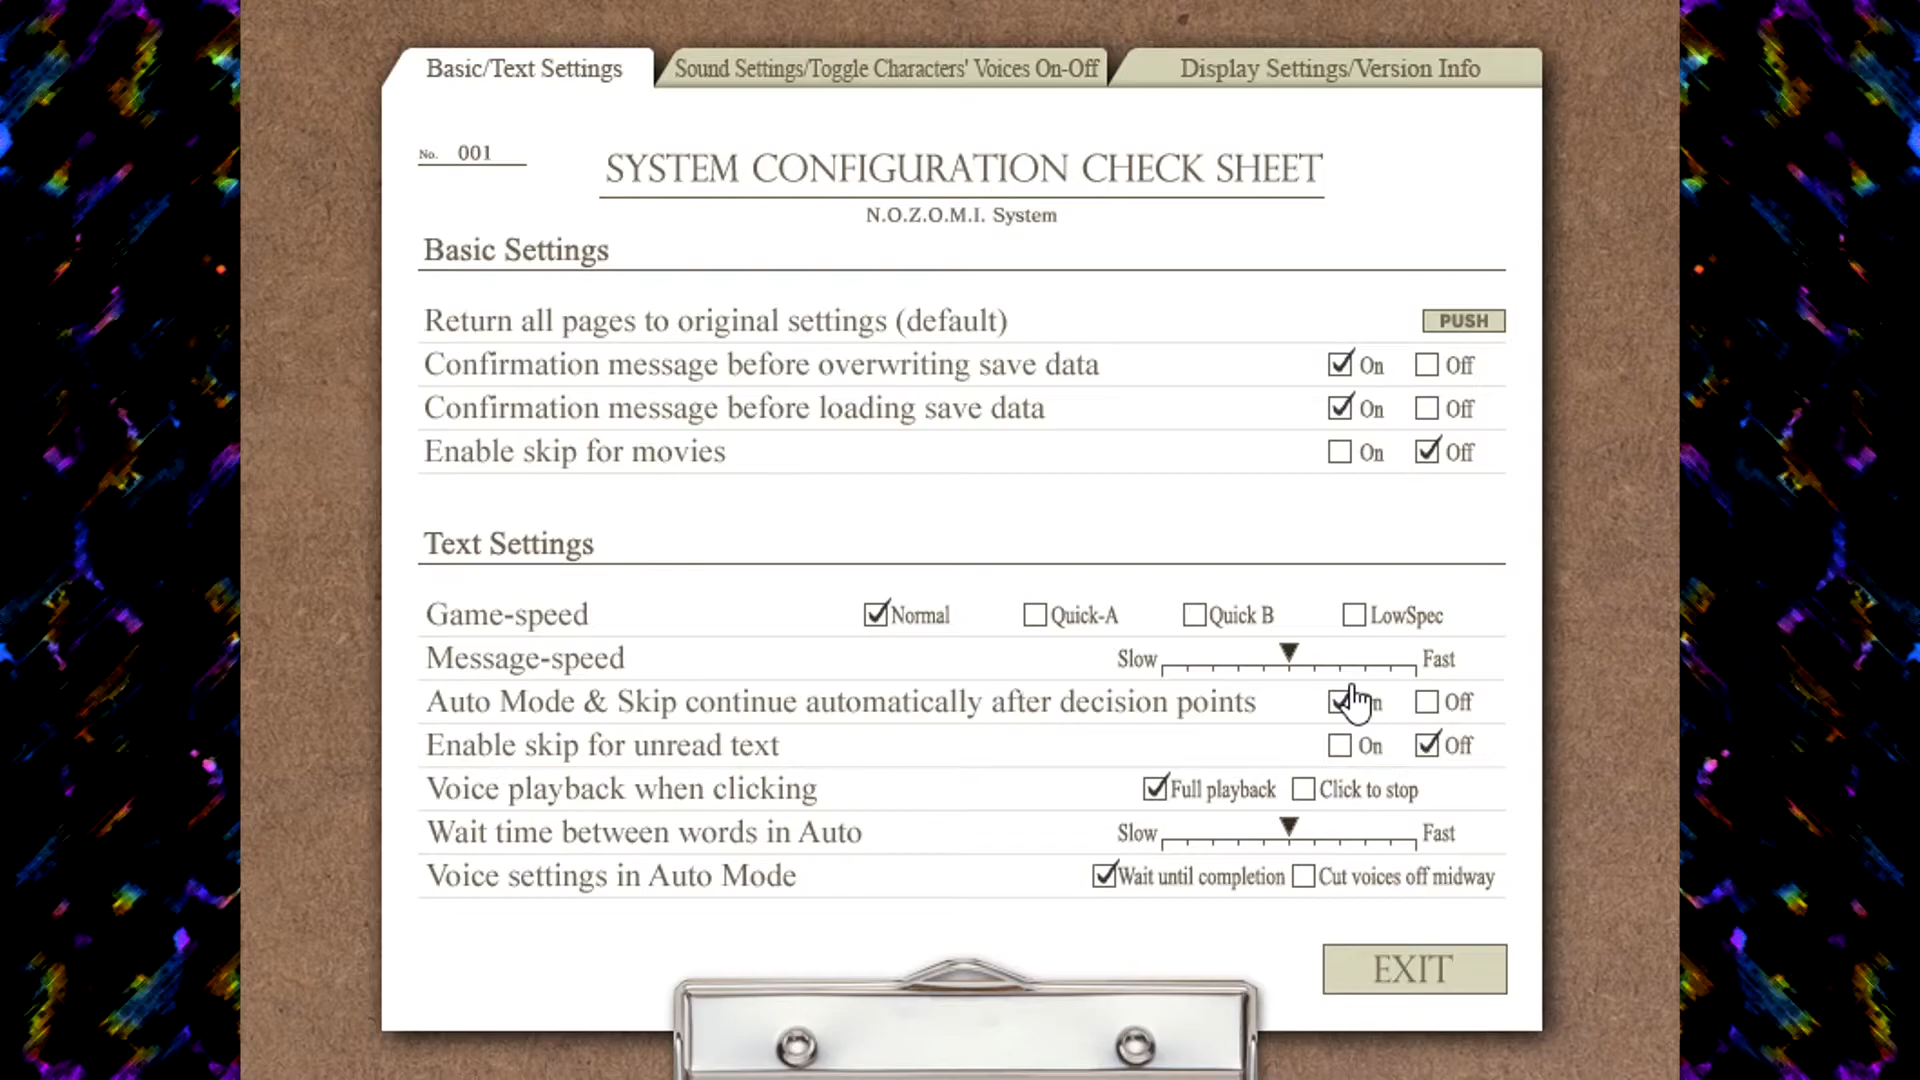 Basic/Text Settings Sound Settings/Toggle Characters' Voices On-Off Display Settings/Version Info
No. 001
SYSTEM CONFIGURATION CHECK SHEET
N.O.Z.O.M.I. System
Basic Settings
Return all pages to original settings (default) PUSH
Confirmation message before overwriting save data On Off
Confirmation message before loading save data On Off
Enable skip for movies On Off
Text Settings
Game-speed Normal Quick-A Quick B LowSpec
Message-speed Slow Fast
Auto Mode & Skip continue automatically after decision points Off
Enable skip for unread text On Off
Voice playback when clicking Full playback Click to stop
Wait time between words in Auto Slow Fast
Voice settings in Auto Mode Wait until completion Cut voices off midway
EXIT